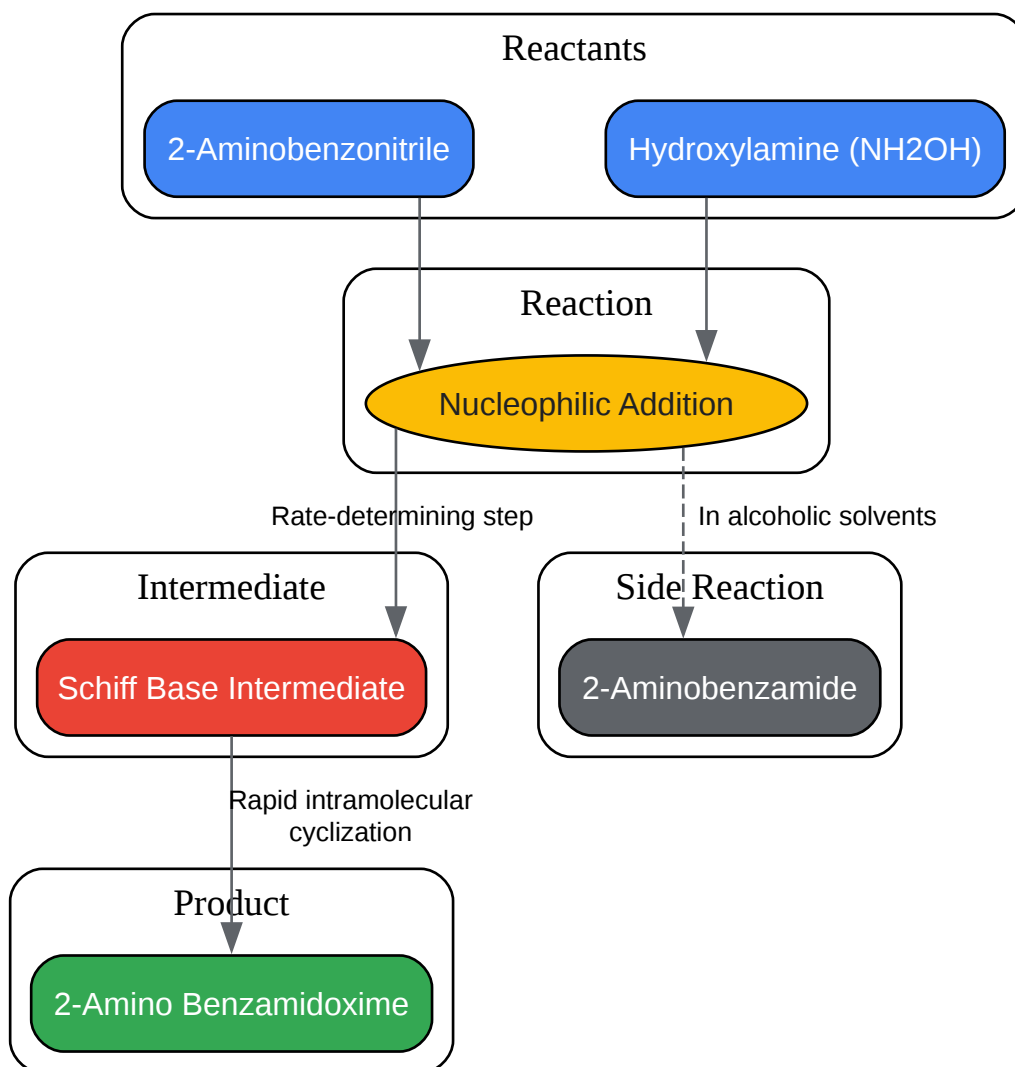 Reactants
2-Aminobenzonitrile
Hydroxylamine (NH2OH)
Reaction
Nucleophilic Addition
Rate-determining step
In alcoholic solvents
Intermediate
Side Reaction
Schiff Base Intermediate
2-Aminobenzamide
Rapid intramolecular
cyclization
Product
2-Amino Benzamidoxime